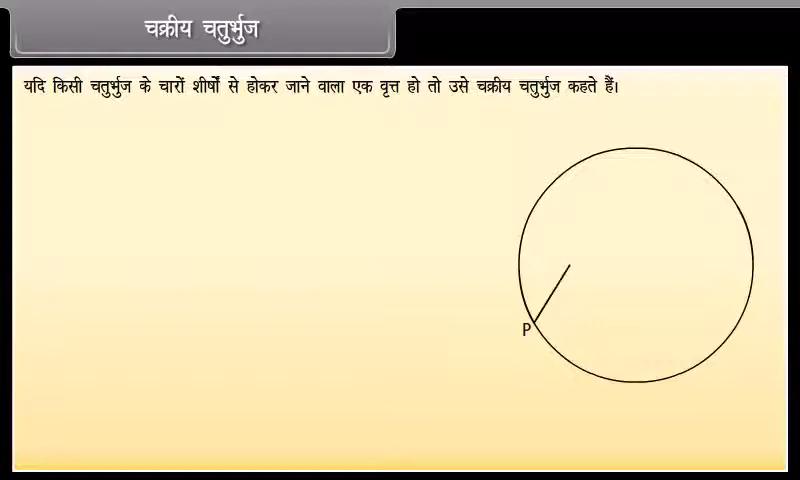 चक्रीय चतुर्भुज
यदि किसी चतुर्भुज के चारों शीर्षों से होकर जाने वाला एक वृत्त हो तो उसे चक्रीय चतुर्भुज कहते हैं।
P